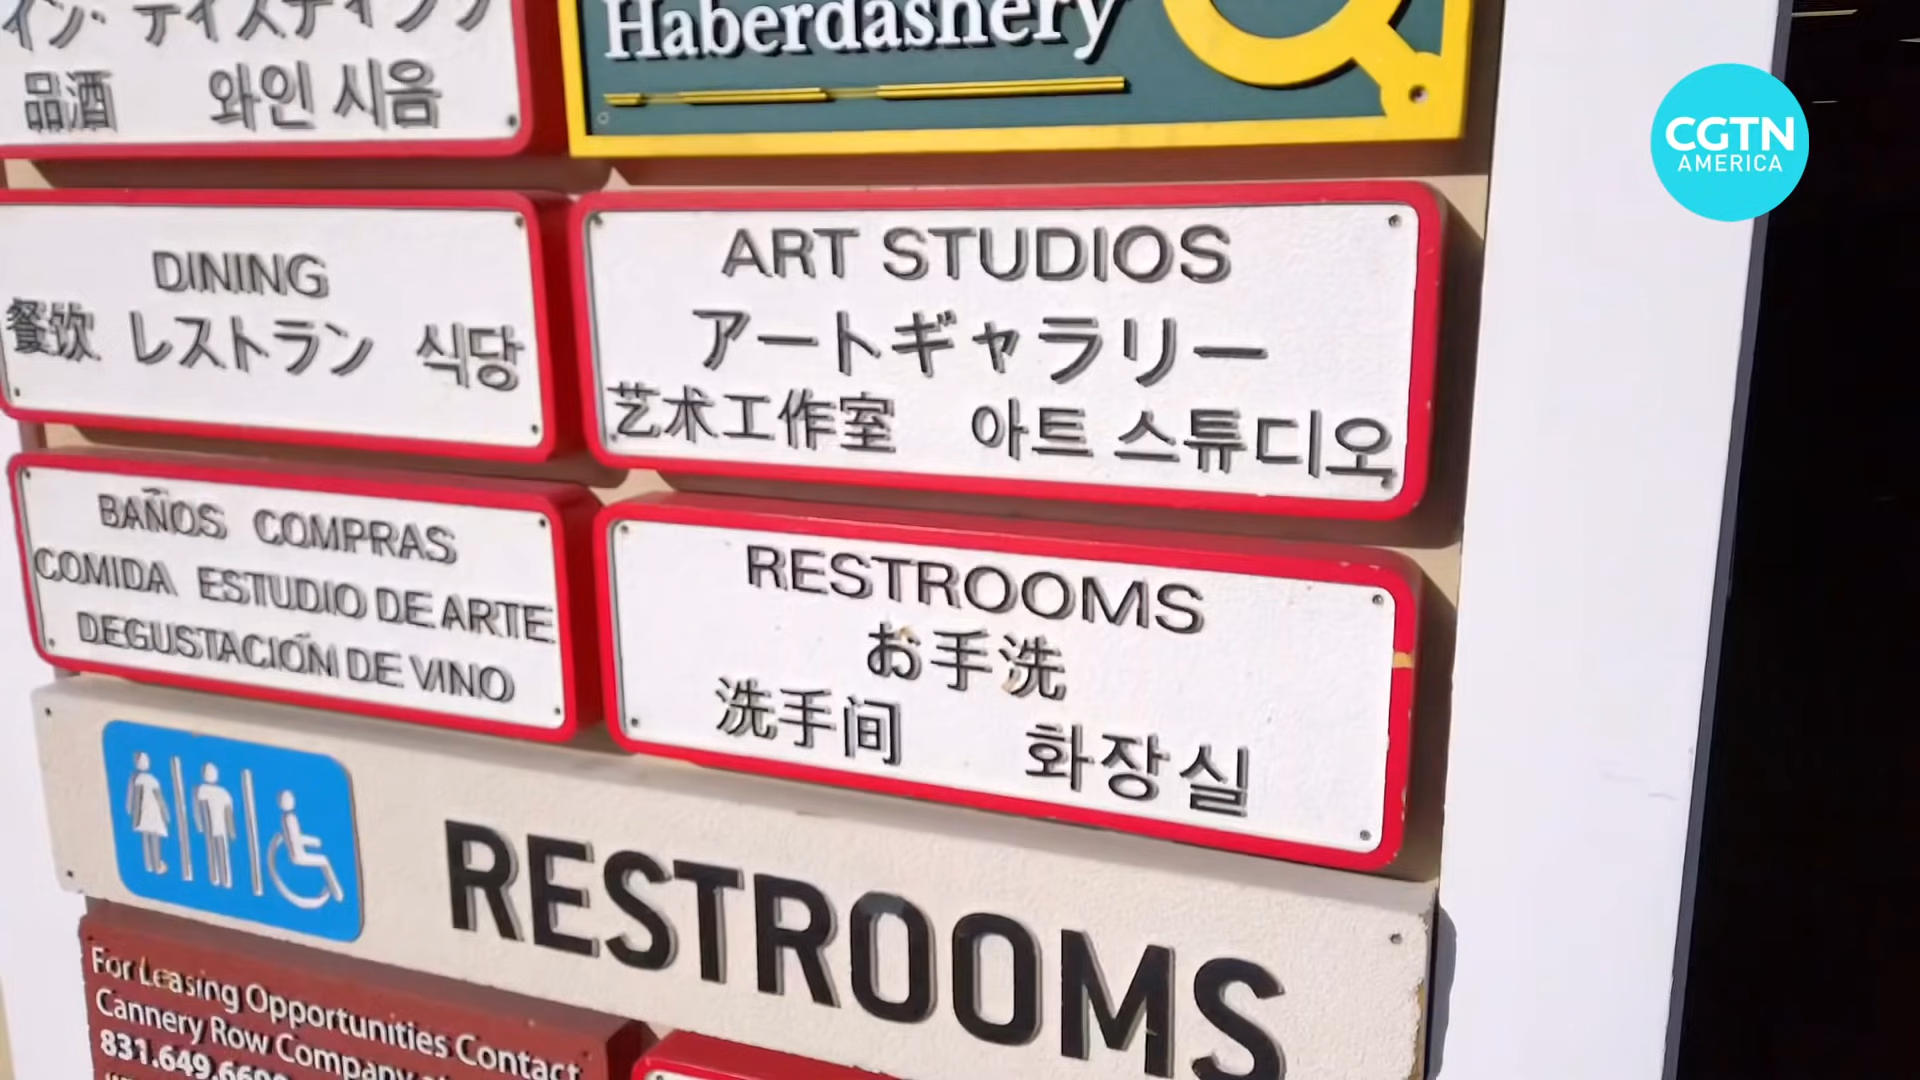 品酒 와인 시음
Haberdashery
CGTN
AMERICA
DINING
餐饮 レストラン 식당
ART STUDIOS
アートギャラリー
艺术工作室 아트 스튜디오
BAÑOS COMPRAS
COMIDA ESTUDIO DE ARTE
DEGUSTACIÓN DE VINO
RESTROOMS
お手洗
洗手间 화장실
RESTROOMS
For Leasing Opportunities Contact
Cannery Row Company